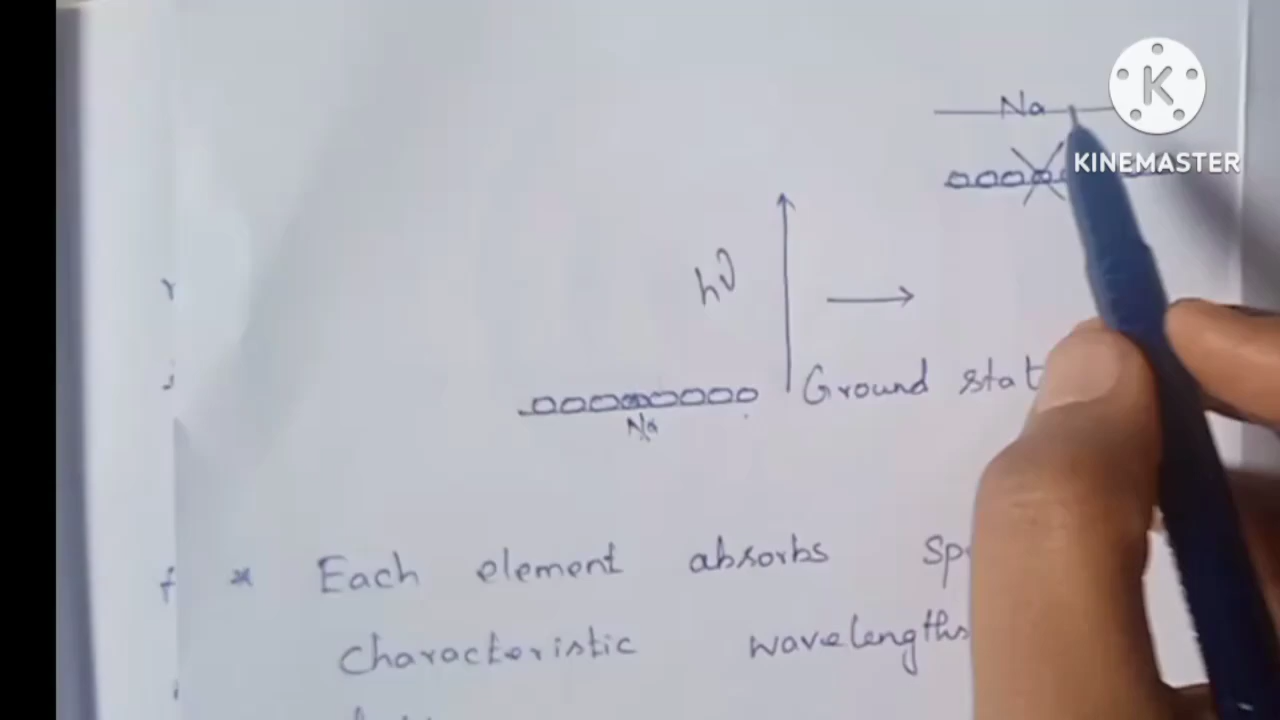 Na
KINEMASTER
hν
Ground stat
Na
* Each element absorbs
characteristic wavelengths